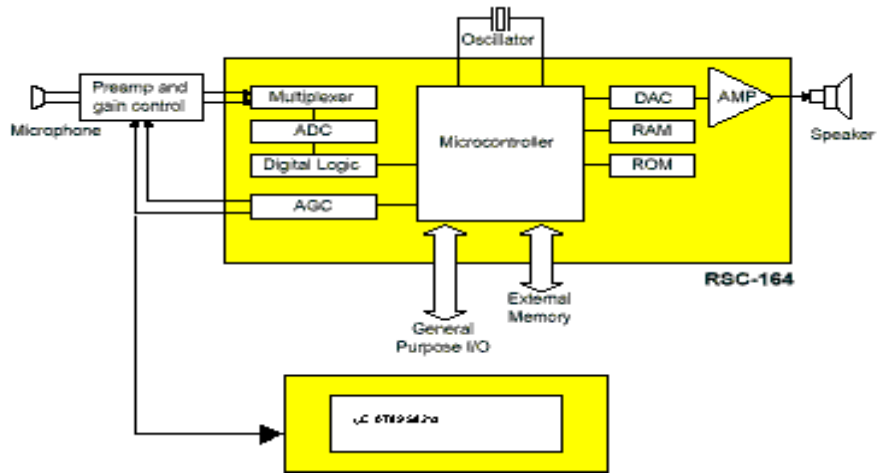 Oscillator
Preamp and
gain control
Microphone
Multiplexer
ADC
Digital Logic
AGC
Microcontroller
DAC
RAM
ROM
AMP
Speaker
RSC-164
General
Purpose I/O
External
Memory